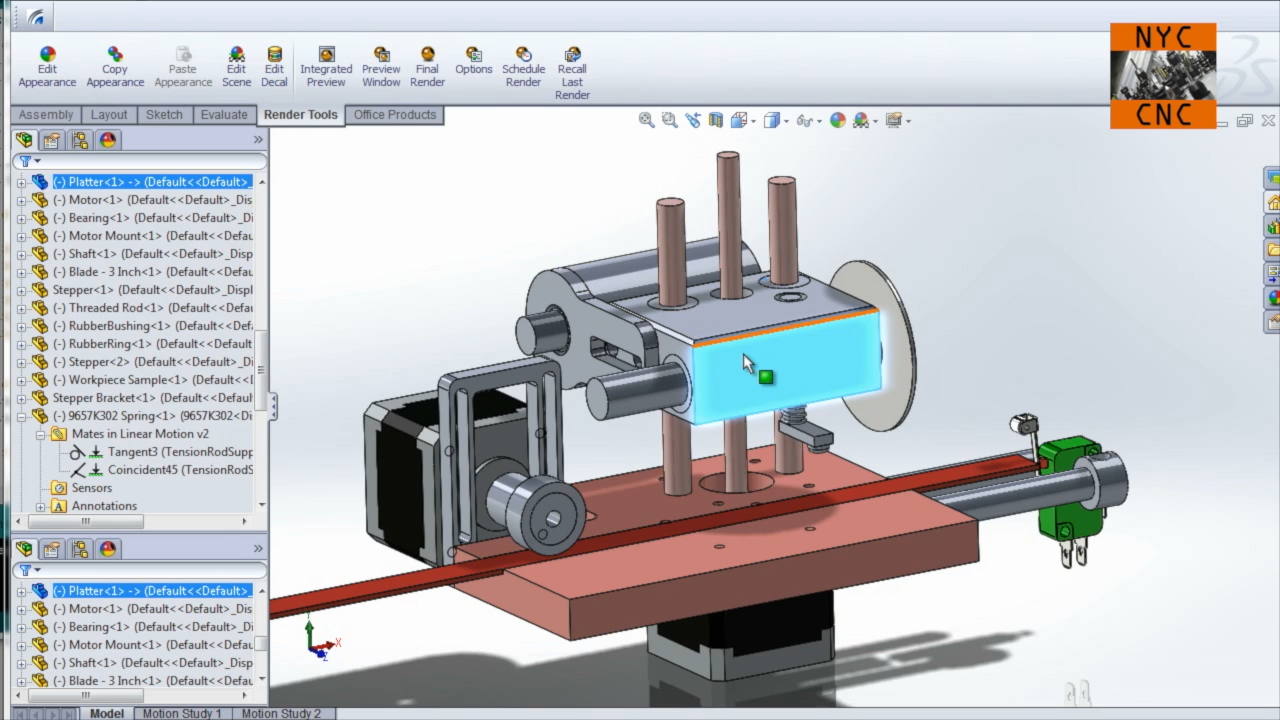 NYC
CNC
Edit Appearance
Copy Appearance
Paste Appearance
Edit Scene
Edit Decal
Integrated Preview
Preview Window
Final Render
Options
Schedule Render
Recall Last Render
Assembly
Layout
Sketch
Evaluate
Render Tools
Office Products
(-) Platter<1> -> (Default<<Default>_
(-) Motor<1> (Default<<Default>_Dis
(-) Bearing<1> (Default<<Default>_Di
(-) Motor Mount<1> (Default<<Defau
(-) Shaft<1> (Default<<Default>_Disp
(-) Blade - 3 Inch<1> (Default<<Defau
Stepper<1> (Default<<Default>_Displ
(-) Threaded Rod<1> (Default<<Defau
(-) RubberBushing<1> (Default<<Def
(-) RubberRing<1> (Default<<Default
(-) Stepper<2> (Default<<Default>_D
(-) Workpiece Sample<1> (Default<<
Stepper Bracket<1> (Default<<Defaul
(-) 9657K302 Spring<1> (9657K302<Di
Mates in Linear Motion v2
Tangent3 (TensionRodSupp
Coincident45 (TensionRodS
Sensors
Annotations
(-) Platter<1> -> (Default<<Default>_
(-) Motor<1> (Default<<Default>_Dis
(-) Bearing<1> (Default<<Default>_Di
(-) Motor Mount<1> (Default<<Defau
(-) Shaft<1> (Default<<Default>_Disp
(-) Blade - 3 Inch<1> (Default<<Defau
X
Z
Model
Motion Study 1
Motion Study 2